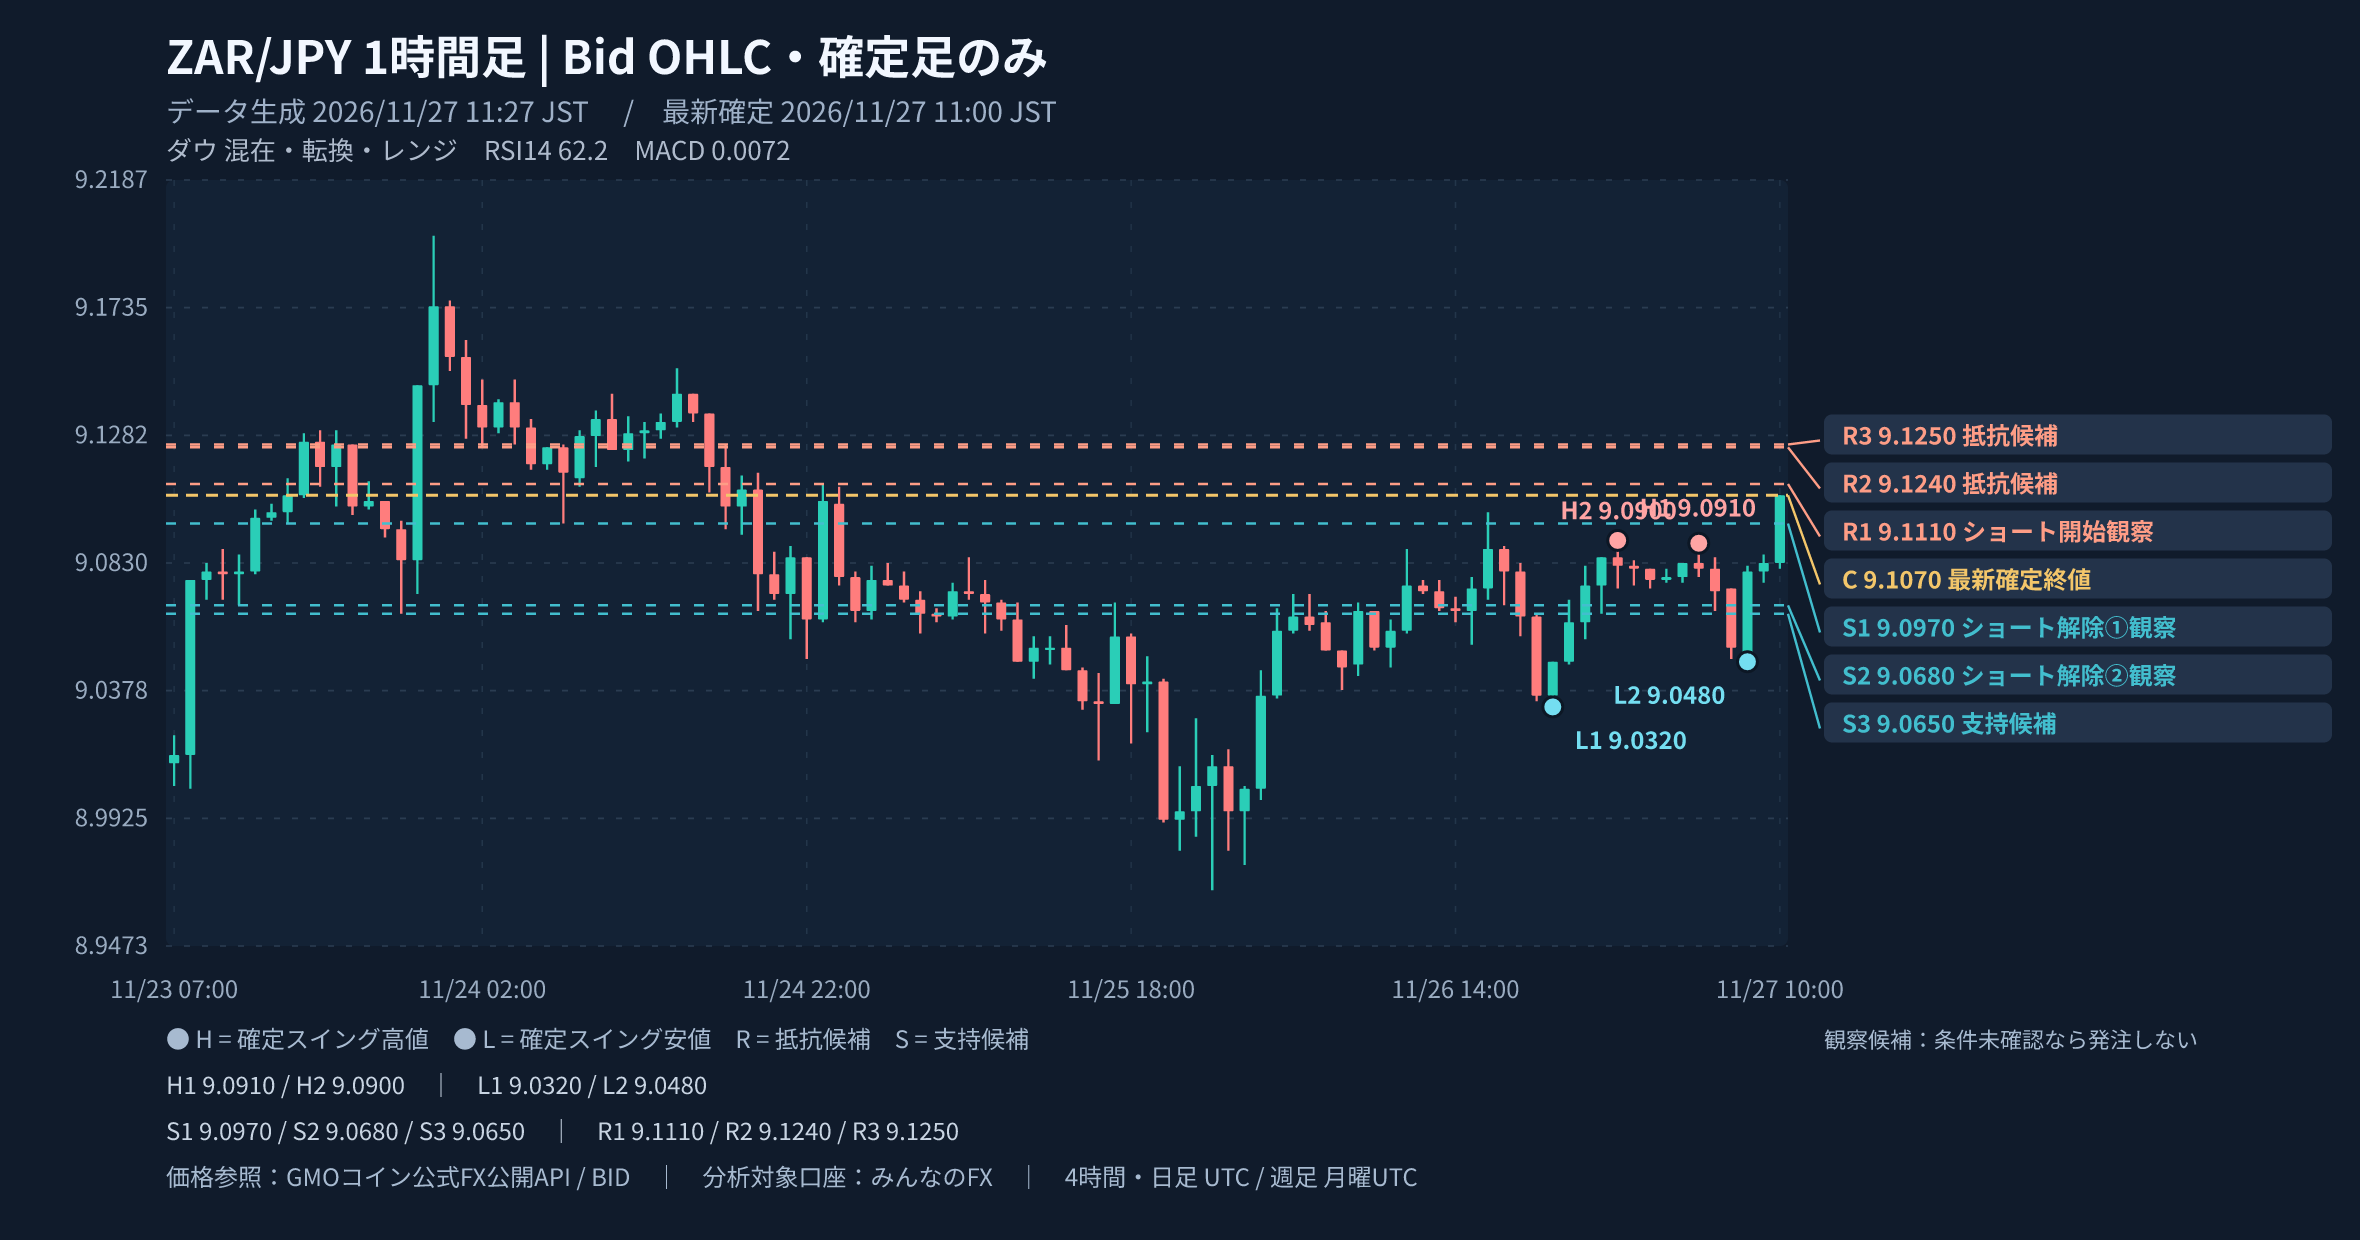 ZAR/JPY 1時間足 | Bid OHLC・確定足のみ
データ生成 2026/11/27 11:27 JST / 最新確定 2026/11/27 11:00 JST
ダウ 混在・転換・レンジ RSI14 62.2 MACD 0.0072
9.2187
9.1735
9.1282
9.0830
9.0378
8.9925
8.9473
H2 9.0900
H1 9.0910
L2 9.0480
L1 9.0320
R3 9.1250 抵抗候補
R2 9.1240 抵抗候補
R1 9.1110 ショート開始観察
C 9.1070 最新確定終値
S1 9.0970 ショート解除①観察
S2 9.0680 ショート解除②観察
S3 9.0650 支持候補
11/23 07:00
11/24 02:00
11/24 22:00
11/25 18:00
11/26 14:00
11/27 10:00
H = 確定スイング高値 L = 確定スイング安値 R = 抵抗候補 S = 支持候補
観察候補：条件未確認なら発注しない
H1 9.0910 / H2 9.0900 ｜ L1 9.0320 / L2 9.0480
S1 9.0970 / S2 9.0680 / S3 9.0650 ｜ R1 9.1110 / R2 9.1240 / R3 9.1250
価格参照：GMOコイン公式FX公開API / BID ｜ 分析対象口座：みんなのFX ｜ 4時間・日足 UTC / 週足 月曜UTC